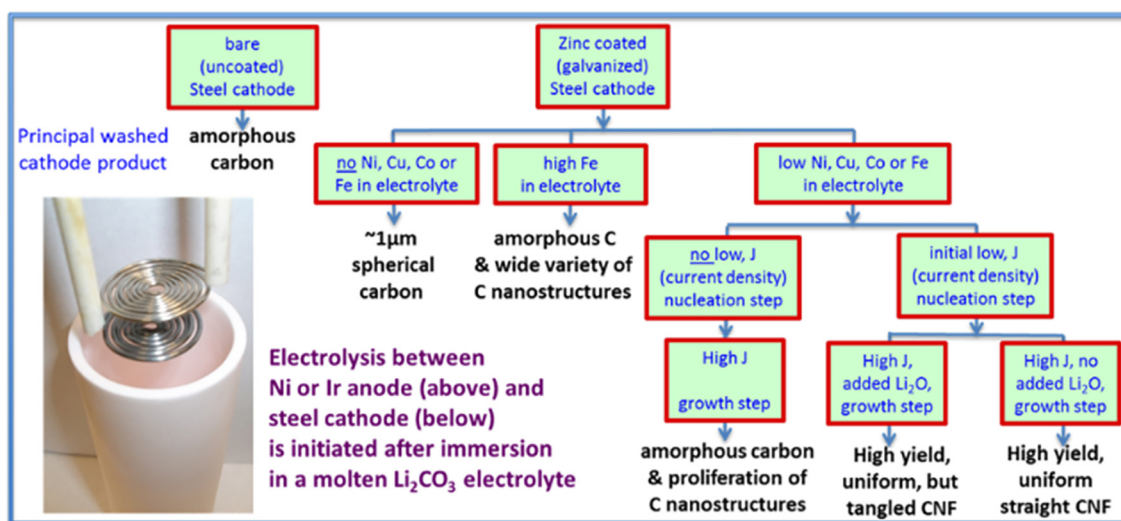 bare
(uncoated)
Steel cathode
Zinc coated
(galvanized)
Steel cathode
Principal washed
cathode product
amorphous
carbon
no Ni, Cu, Co or
Fe in electrolyte
high Fe
in electrolyte
low Ni, Cu, Co or Fe
in electrolyte
~1μm
spherical
carbon
amorphous C
& wide variety of
C nanostructures
no low, J
(current density)
nucleation step
initial low, J
(current density)
nucleation step
High J
growth step
High J,
added Li₂O,
growth step
High J, no
added Li₂O,
growth step
amorphous carbon
& proliferation of
C nanostructures
High yield,
uniform, but
tangled CNF
High yield,
uniform
straight CNF
Electrolysis between
Ni or Ir anode (above) and
steel cathode (below)
is initiated after immersion
in a molten Li₂CO₃ electrolyte